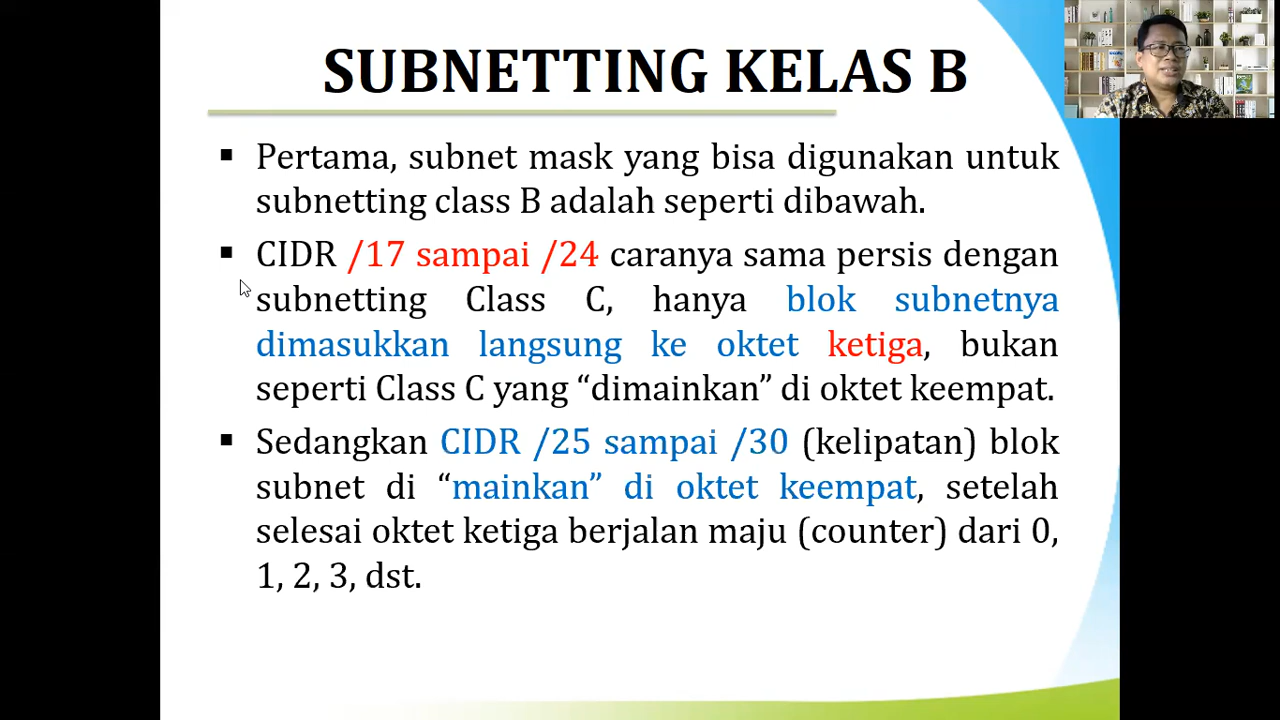 SUBNETTING KELAS B
▪ Pertama, subnet mask yang bisa digunakan untuk
subnetting class B adalah seperti dibawah.
▪ CIDR /17 sampai /24 caranya sama persis dengan
subnetting Class C, hanya blok subnetnya
dimasukkan langsung ke oktet ketiga, bukan
seperti Class C yang “dimainkan” di oktet keempat.
▪ Sedangkan CIDR /25 sampai /30 (kelipatan) blok
subnet di “mainkan” di oktet keempat, setelah
selesai oktet ketiga berjalan maju (counter) dari 0,
1, 2, 3, dst.